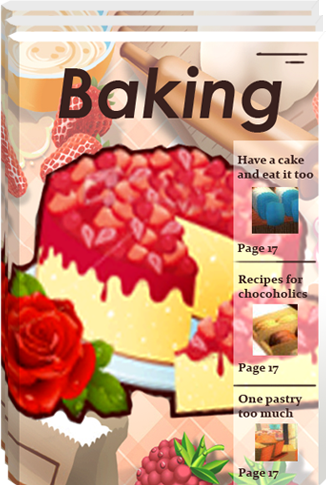 Baking
Have a cake
and eat it too
Page 17
Recipes for
chocoholics
Page 17
One pastry
too much
Page 17